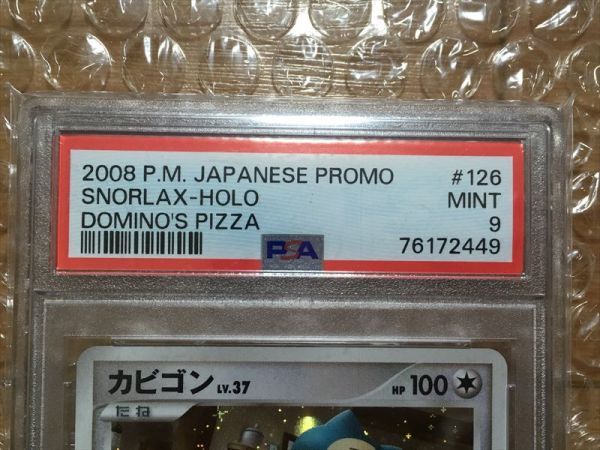 2008 P.M. JAPANESE PROMO #126
SNORLAX-HOLO MINT
DOMINO'S PIZZA 9
PSA 76172449
カビゴン LV.37 HP 100
たね